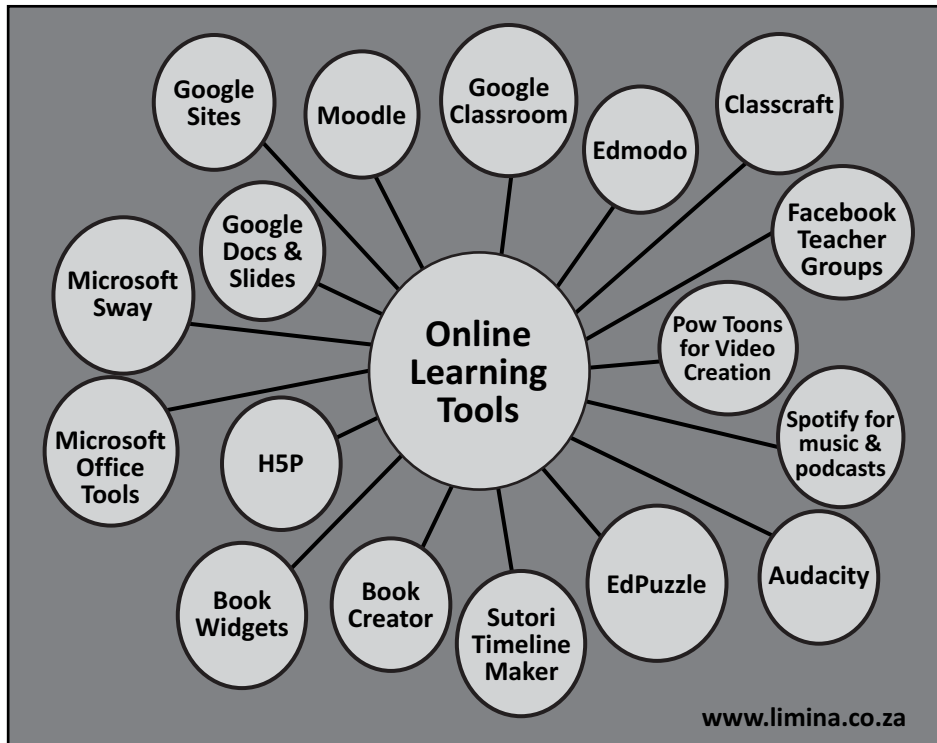 Google
Sites
Moodle
Google
Classroom
Edmodo
Classcraft
Facebook
Teacher
Groups
Google
Docs &
Slides
Microsoft
Sway
Online
Learning
Tools
Pow Toons
for Video
Creation
Microsoft
Office
Tools
H5P
Spotify for
music &
podcasts
Book
Widgets
Book
Creator
Sutori
Timeline
Maker
EdPuzzle
Audacity
www.limina.co.za